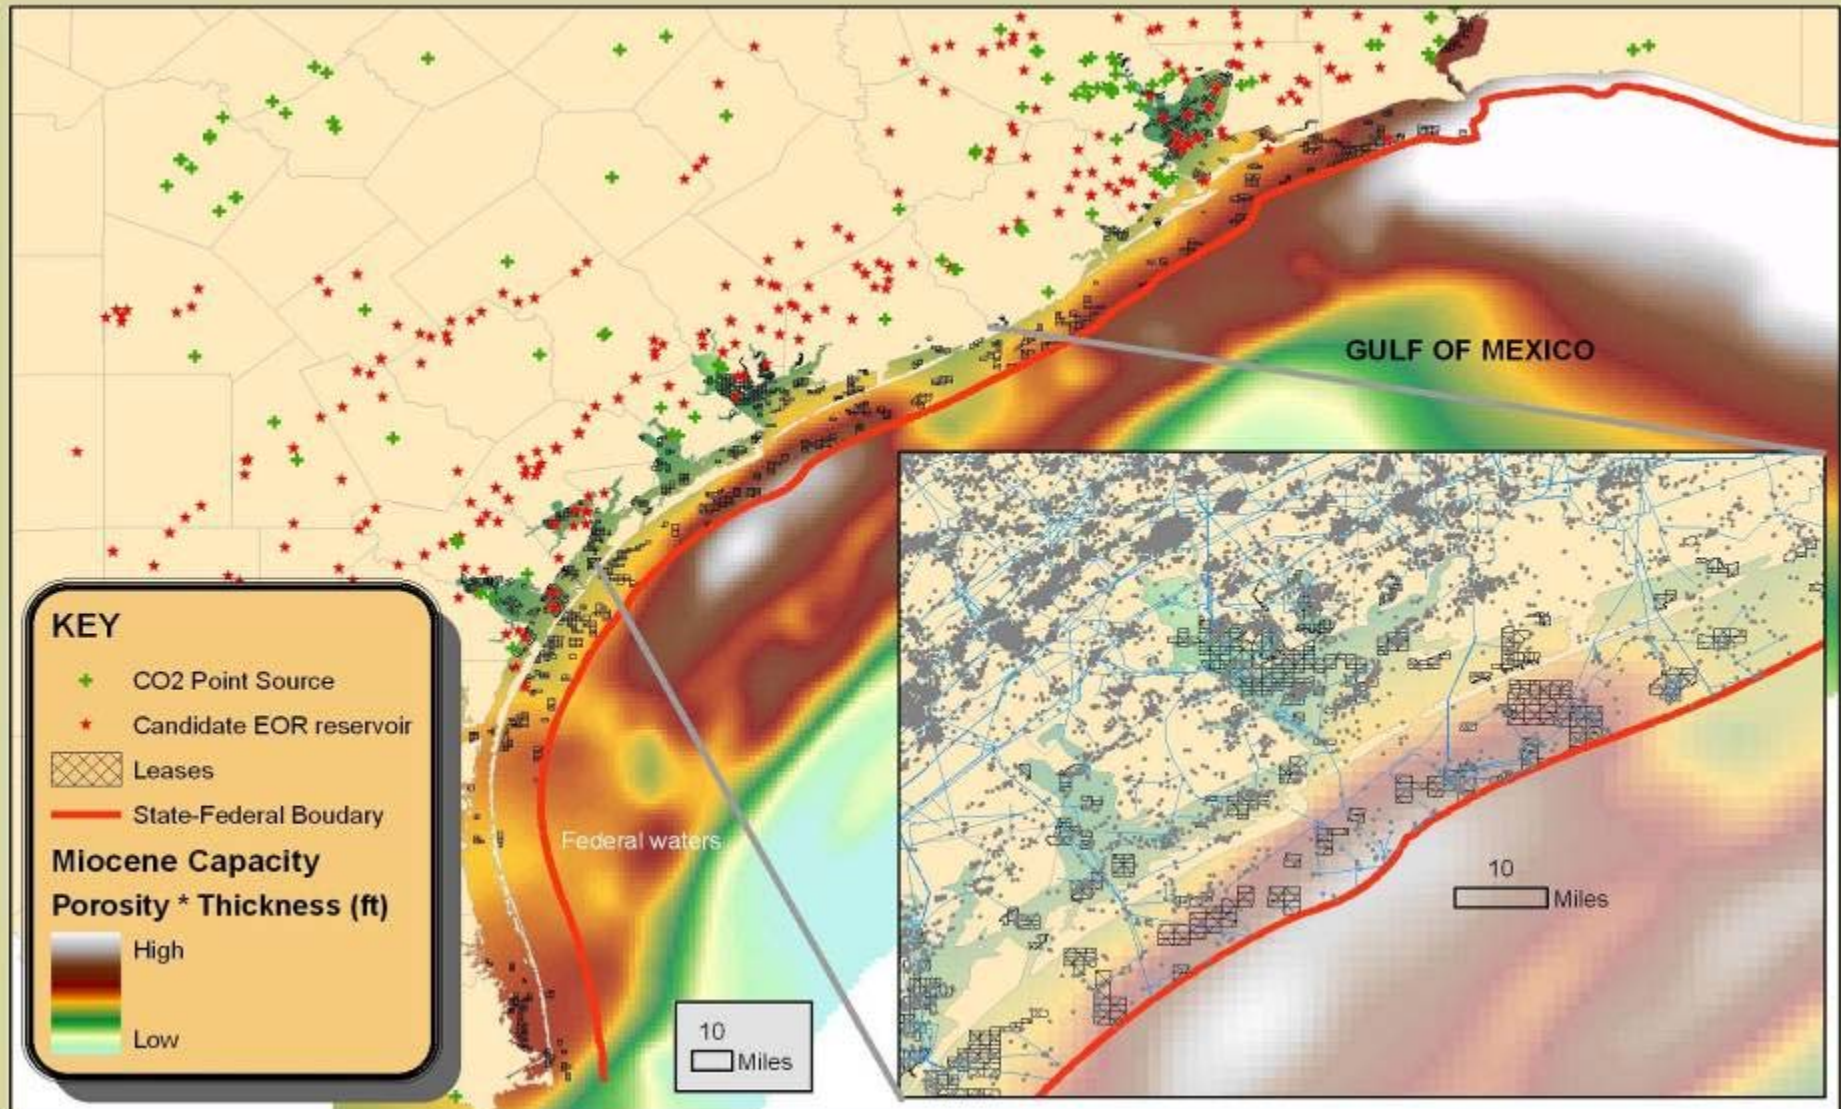 GULF OF MEXICO
KEY
CO2 Point Source
Candidate EOR reservoir
Leases
State-Federal Boudary
Miocene Capacity
Porosity * Thickness (ft)
High
Low
Federal waters
10
Miles
10
Miles